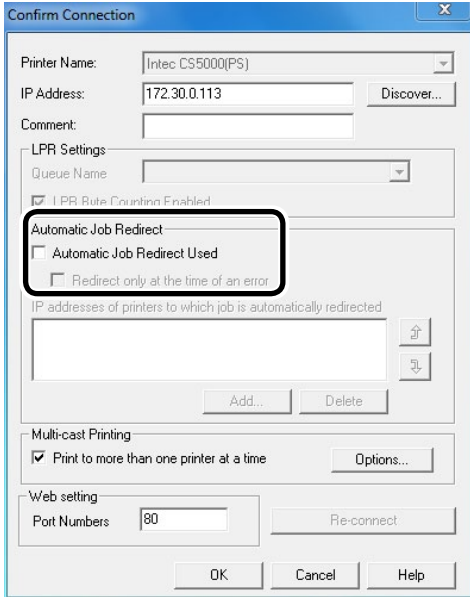 Confirm Connection
x
Printer Name: Intec CS5000(PS)
IP Address: 172.30.0.113 Discover...
Comment:
LPR Settings
Queue Name
LPR Byte Counting Enabled
Automatic Job Redirect
Automatic Job Redirect Used
Redirect only at the time of an error
IP addresses of printers to which job is automatically redirected
Add... Delete
Multi-cast Printing
Print to more than one printer at a time Options...
Web setting
Port Numbers 80 Re-connect
OK Cancel Help